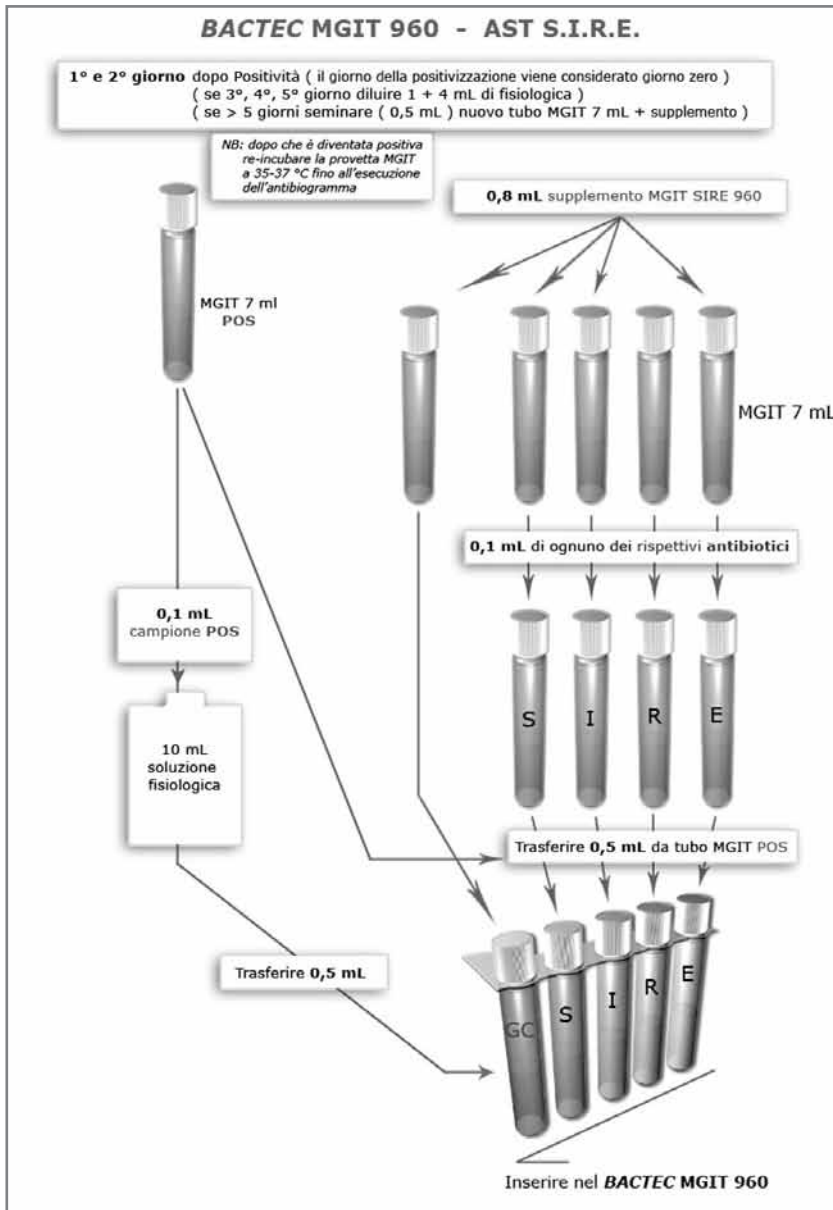 BACTEC MGIT 960 - AST S.I.R.E.
1° e 2° giorno dopo Positività ( il giorno della positivizzazione viene considerato giorno zero )
( se 3°, 4°, 5° giorno diluire 1 + 4 mL di fisiologica )
( se > 5 giorni seminare ( 0,5 mL ) nuovo tubo MGIT 7 mL + supplemento )
NB: dopo che è diventata positiva
re-incubare la provetta MGIT
a 35-37 °C fino all'esecuzione
dell'antibiogramma
0,8 mL supplemento MGIT SIRE 960
MGIT 7 ml
POS
MGIT 7 mL
0,1 mL di ognuno dei rispettivi antibiotici
0,1 mL
campione POS
S I R E
10 mL
soluzione
fisiologica
Trasferire 0,5 mL da tubo MGIT POS
Trasferire 0,5 mL
GC S I R E
Inserire nel BACTEC MGIT 960